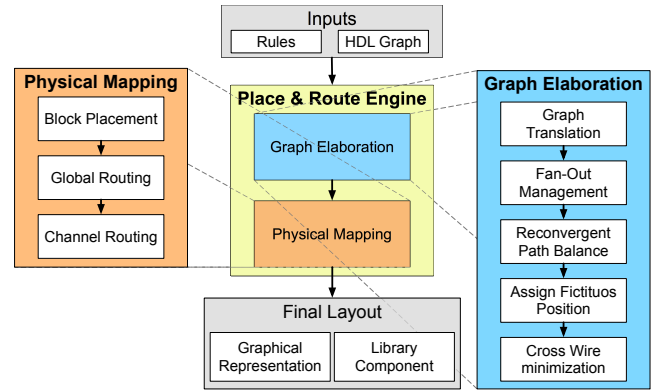 Inputs
Rules
HDL Graph
Physical Mapping
Block Placement
Global Routing
Channel Routing
Place & Route Engine
Graph Elaboration
Physical Mapping
Graph Elaboration
Graph
Translation
Fan-Out
Management
Reconvergent
Path Balance
Assign Fictituos
Position
Cross Wire
minimization
Final Layout
Graphical
Representation
Library
Component